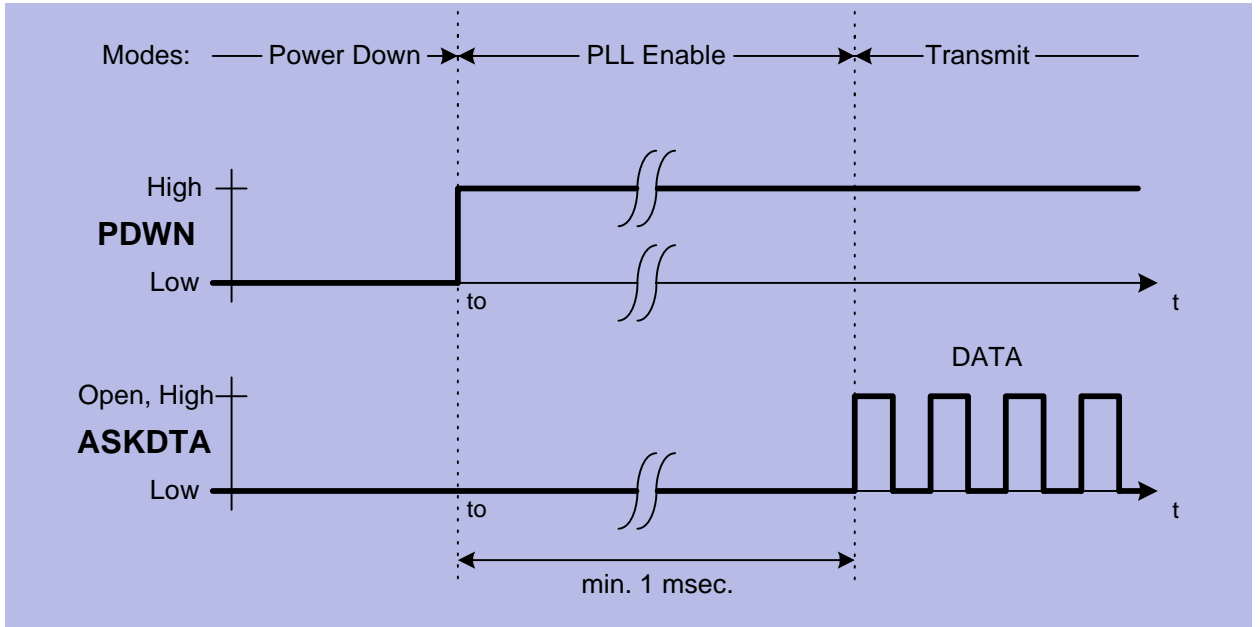 Modes: Power Down PLL Enable Transmit
High
PDWN
Low
to
t
DATA
Open, High
ASKDTA
Low
to
t
min. 1 msec.